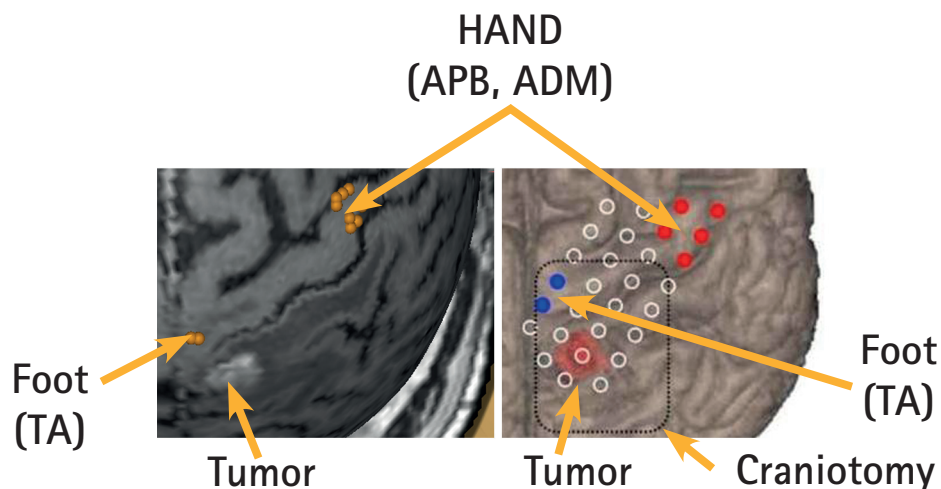 HAND
(APB, ADM)
Foot
(TA)
Tumor
Tumor
Foot
(TA)
Craniotomy